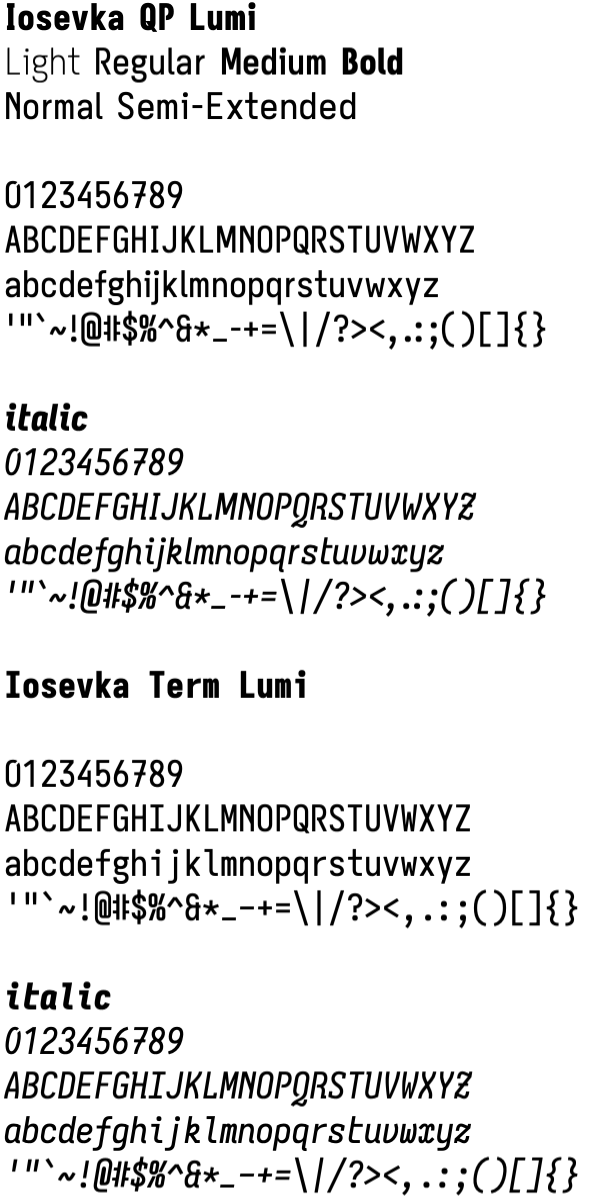 Iosevka QP Lumi
Light Regular Medium Bold
Normal Semi-Extended
0123456789
ABCDEFGHIJKLMNOPQRSTUVWXYZ
abcdefghijklmnopqrstuvwxyz
'"`~!@#$%^&*_-+=\|/?><,.:;()[]{}
italic
0123456789
ABCDEFGHIJKLMNOPQRSTUVWXYZ
abcdefghijklmnopqrstuvwxyz
'"`~!@#$%^&*_-+=\|/?><,.:;()[]{}
Iosevka Term Lumi
0123456789
ABCDEFGHIJKLMNOPQRSTUVWXYZ
abcdefghijklmnopqrstuvwxyz
'"`~!@#$%^&*_-+=\|/?><,.:;()[]{}
italic
0123456789
ABCDEFGHIJKLMNOPQRSTUVWXYZ
abcdefghijklmnopqrstuvwxyz
'"`~!@#$%^&*_-+=\|/?><,.:;()[]{}